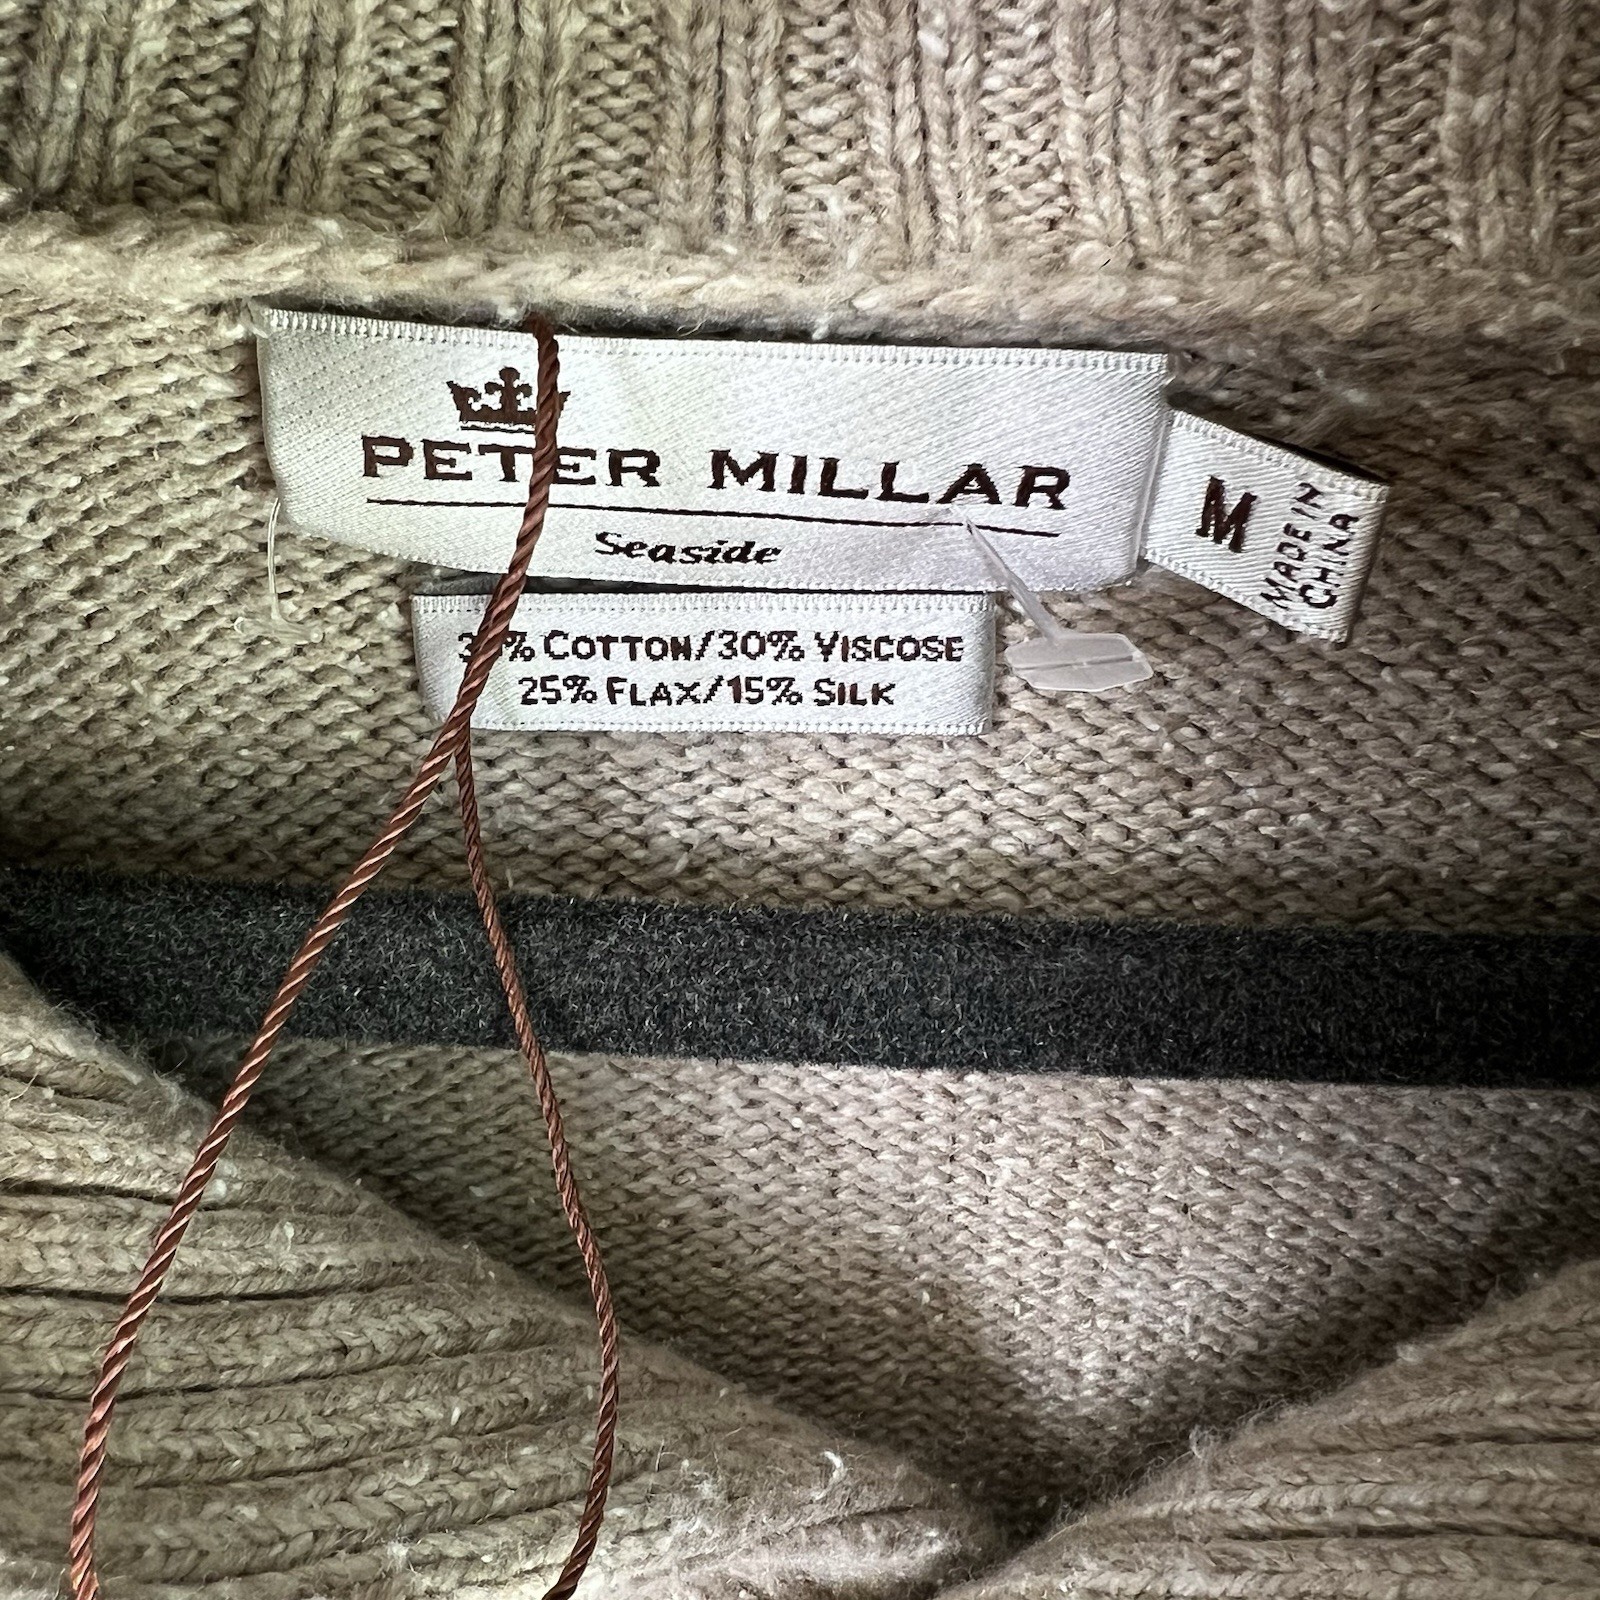 PETER MILLAR
Seaside
M
MADE IN
CHINA
COTTON/30% VISCOSE
25% FLAX/15% SILK